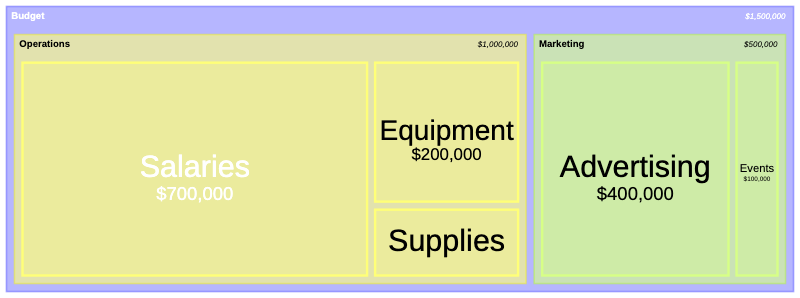 Budget $1,500,000
Operations $1,000,000
Salaries
$700,000
Equipment
$200,000
Supplies
Marketing $500,000
Advertising
$400,000
Events
$100,000